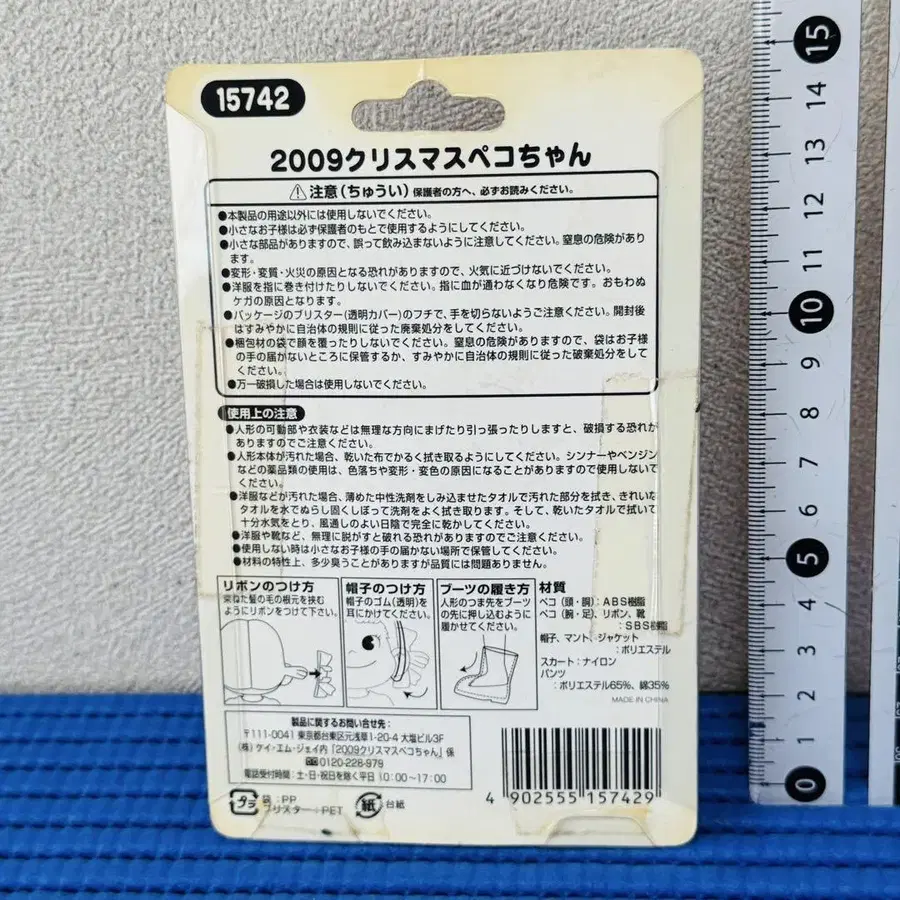 15742
2009クリスマスペコちゃん
⚠注意(ちゅうい) 保護者の方へ、必ずお読みください。
●本製品の用途以外には使用しないでください。
●小さなお子様は必ず保護者のもとで使用するようにしてください。
●小さな部品がありますので、誤って飲み込まないように注意してください。窒息の危険があり
ます。
●変形・変質・火災の原因となる恐れがありますので、火気に近づけないでください。
●洋服を指に巻き付けたりしないでください。指に血が通わなくなり危険です。おもわぬ
ケガの原因となります。
●パッケージのブリスター(透明カバー)のフチで、手を切らないようご注意ください。開封後
はすみやかに自治体の規則に従った廃棄処分をしてください。
●梱包材の袋で顔を覆ったりしないでください。窒息の危険がありますので、袋はお子様
の手の届かないところに保管するか、すみやかに自治体の規則に従った破棄処分をして
ください。
●万一破損した場合は使用しないでください。
使用上の注意
●人形の可動部や衣装などは無理な方向にまげたり引っ張ったりしますと、破損する恐れが
ありますのでご注意ください。
●人形本体が汚れた場合、乾いた布でかるく拭き取るようにしてください。シンナーやベンジン
などの薬品類の使用は、色落ちや変形・変色の原因になることがありますので使用しないで
ください。
●洋服などが汚れた場合、薄めた中性洗剤をしみ込ませたタオルで汚れた部分を拭き、きれいな
タオルを水でぬらし固くしぼって洗剤をよく拭き取ります。そして、乾いたタオルで拭いて
十分水気をとり、風通しのよい日陰で完全に乾かしてください。
●洋服や靴など、無理に脱がすと破れる恐れがありますのでご注意ください。
●使用しない時は小さなお子様の手の届かない場所で保管してください。
●材料の特性上、多少臭うことがありますが品質には問題ありません。
リボンのつけ方
束ねた髪の毛の根元を挟む
ようにリボンをつけて下さい。
帽子のつけ方
帽子のゴム(透明)を
耳にかけてください。
ブーツの履き方
人形のつま先をブーツ
の先に押し込むように
履かせてください。
材質
ペコ(頭・胴):ABS樹脂
ペコ(腕・足)、リボン、靴
:SBS樹脂
帽子、マント、ジャケット
:ポリエステル
スカート:ナイロン
パンツ
:ポリエステル65%、綿35%
MADE IN CHINA
製品に関するお問い合せ先:
〒111-0041 東京都台東区元浅草1-20-4 大塩ビル3F
(株)ケイ・エム・ジェイ内「2009クリスマスペコちゃん」係
0120-228-979
電話受付時間:土・日・祝日を除く平日 10:00〜17:00
プラ
袋:PP
ブリスター:PET
紙
台紙
4 902555 157429
15
14
13
12
11
10
9
8
7
6
5
4
3
2
1
0